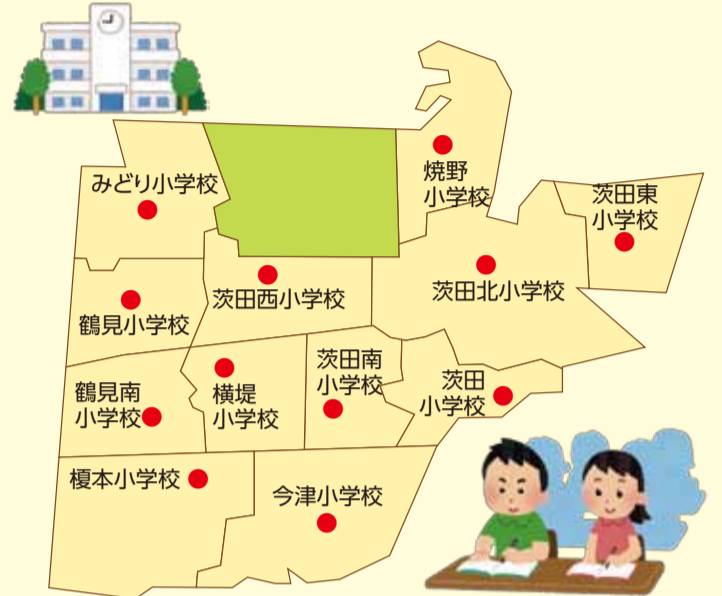 焼野
小学校
みどり小学校
茨田東
小学校
茨田西小学校
茨田北小学校
鶴見小学校
茨田南
小学校
鶴見南
小学校
横堤
小学校
茨田
小学校
榎本小学校
今津小学校